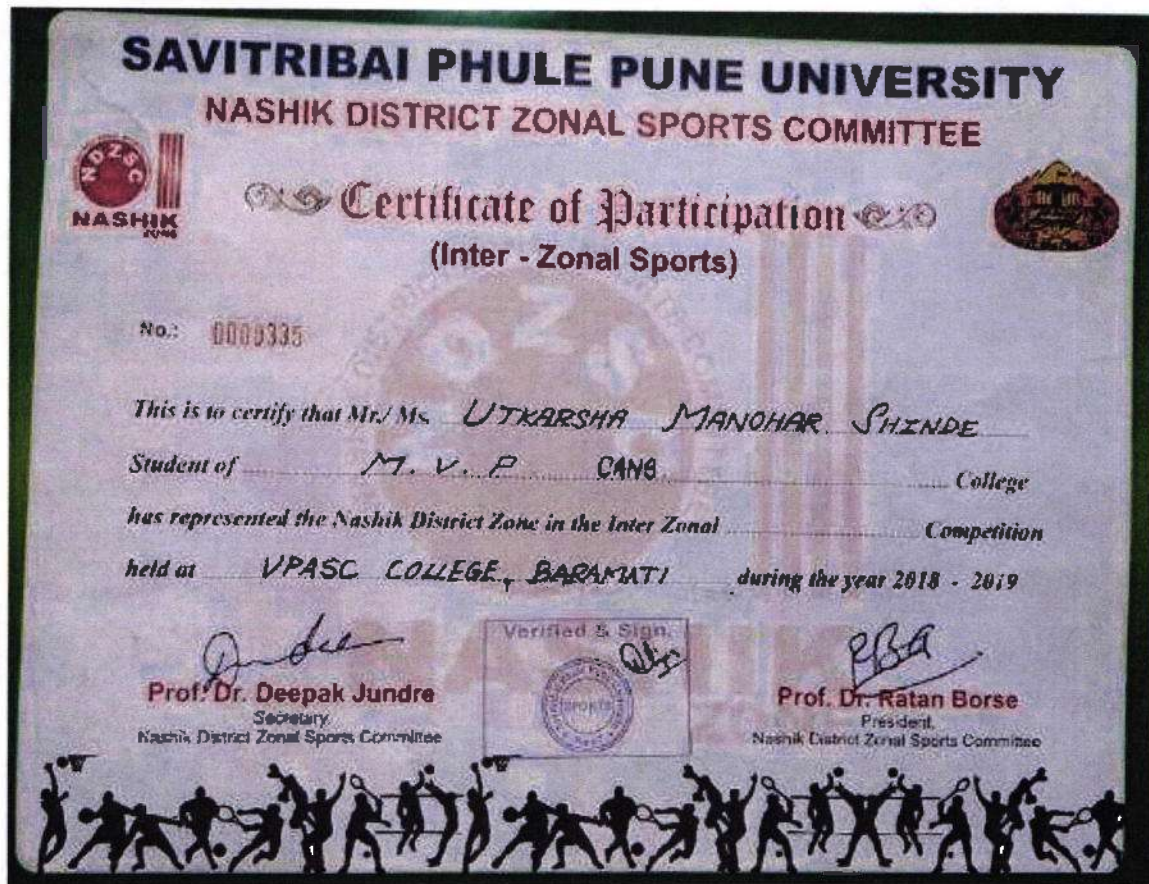 SAVITRIBAI PHULE PUNE UNIVERSITY
NASHIK DISTRICT ZONAL SPORTS COMMITTEE
NDZSC
NASHIK
ZONE
Certificate of Participation
(Inter - Zonal Sports)
No.: 0000335
This is to certify that Mr./ Ms. UTKARSHA MANOHAR SHINDE
Student of M. V. P CANS College
has represented the Nashik District Zone in the Inter Zonal Competition
held at VPASC COLLEGE, BARAMATI during the year 2018 - 2019
Verified & Sign.
SPORTS
Prof. Dr. Deepak Jundre
Secretary,
Nashik District Zonal Sports Committee
Prof. Dr. Ratan Borse
President,
Nashik District Zonal Sports Committee